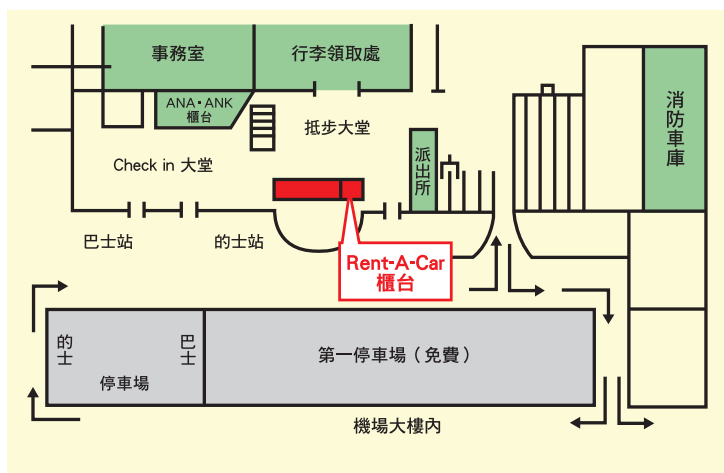 事務室
行李領取處
ANA・ANK
櫃台
抵步大堂
消防車庫
派出所
Check in 大堂
巴士站
的士站
Rent-A-Car
櫃台
的士
巴士
停車場
第一停車場（免費）
機場大樓內